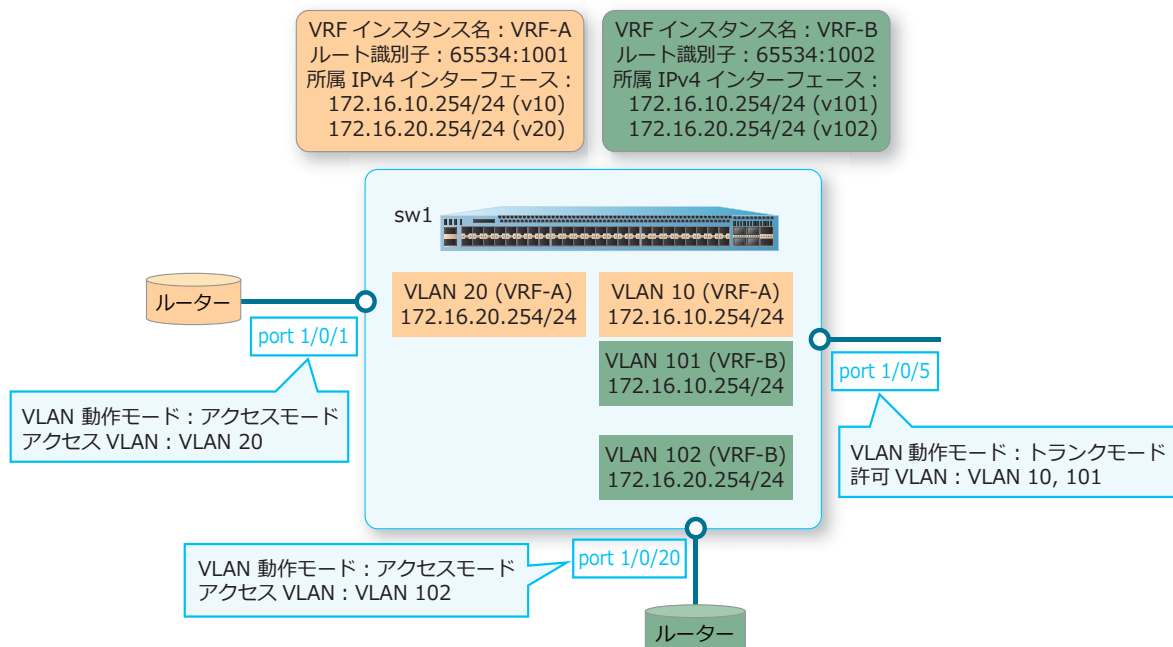 VRF インスタンス名：VRF-A
ルート識別子：65534:1001
所属 IPv4 インターフェース：
172.16.10.254/24 (v10)
172.16.20.254/24 (v20)
VRF インスタンス名：VRF-B
ルート識別子：65534:1002
所属 IPv4 インターフェース：
172.16.10.254/24 (v101)
172.16.20.254/24 (v102)
sw1
ルーター
port 1/0/1
VLAN 20 (VRF-A)
172.16.20.254/24
VLAN 10 (VRF-A)
172.16.10.254/24
VLAN 101 (VRF-B)
172.16.10.254/24
port 1/0/5
VLAN 動作モード：アクセスモード
アクセス VLAN：VLAN 20
VLAN 102 (VRF-B)
172.16.20.254/24
VLAN 動作モード：トランクモード
許可 VLAN：VLAN 10, 101
port 1/0/20
VLAN 動作モード：アクセスモード
アクセス VLAN：VLAN 102
ルーター